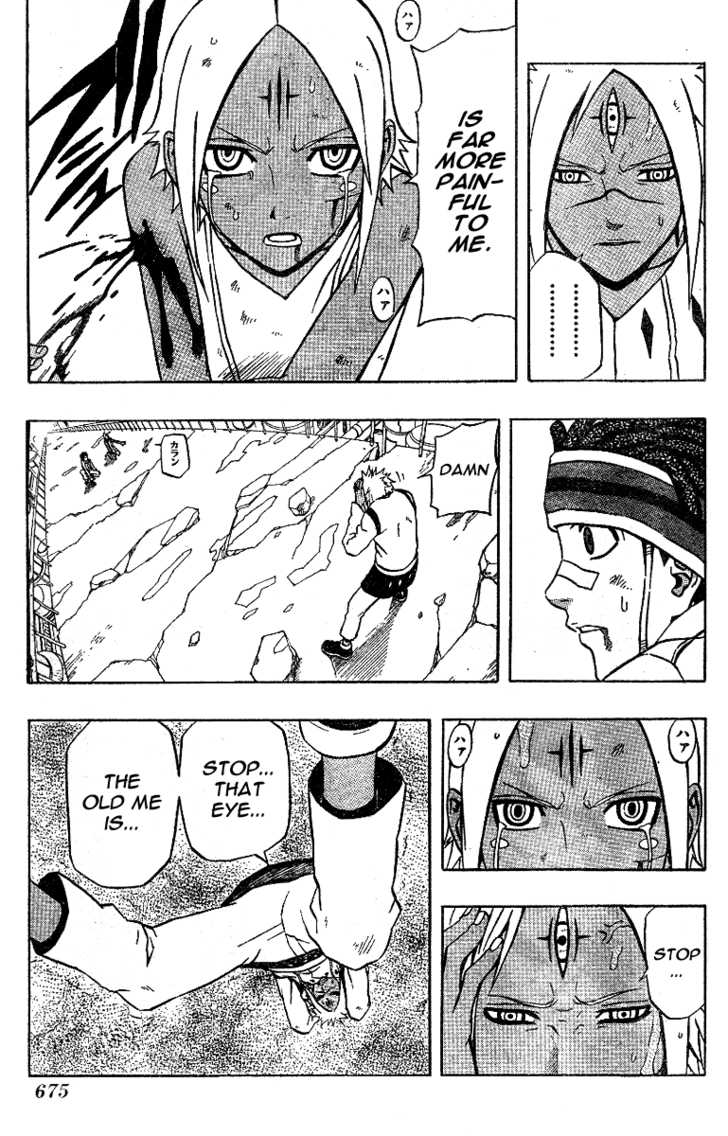 …………
ハァ
IS
FAR
MORE
PAIN-
FUL
TO
ME.
ハァ
DAMN
カラン
ハァ
ハァ
STOP
...
STOP...
THAT
EYE...
THE
OLD ME
IS...
675